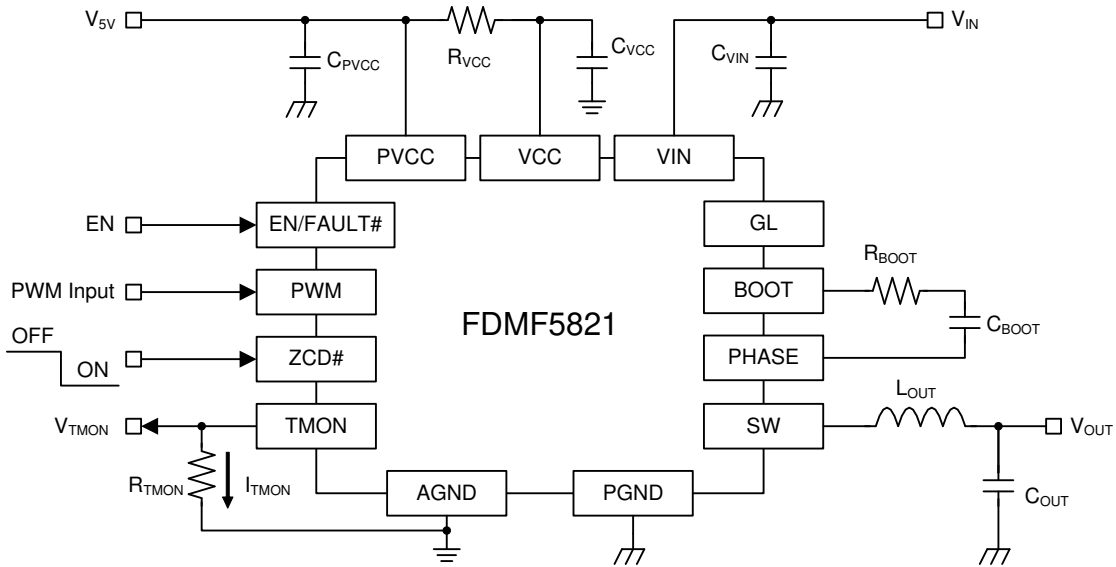 V5V
VIN
CPVCC
RVCC
CVCC
CVIN
PVCC
VCC
VIN
EN
EN/FAULT#
GL
RBOOT
PWM Input
PWM
FDMF5821
BOOT
CBOOT
OFF
ON
ZCD#
PHASE
LOUT
VTMON
TMON
SW
VOUT
RTMON
ITMON
AGND
PGND
COUT